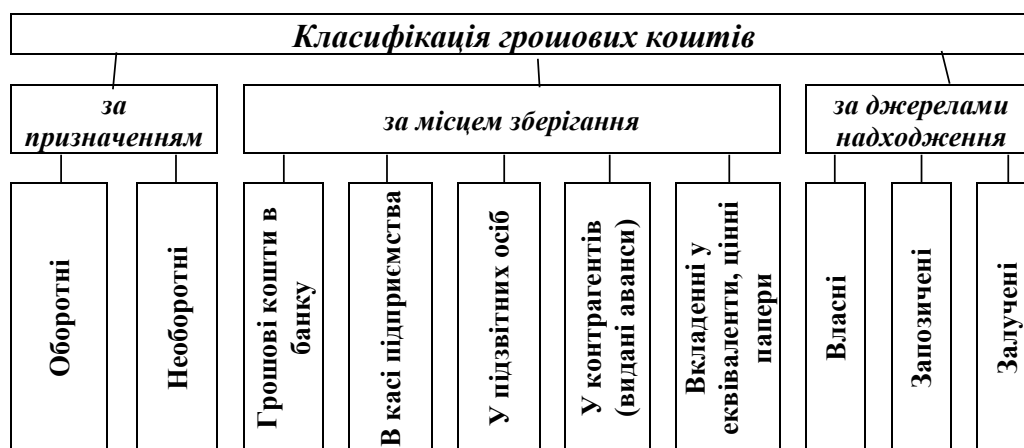 Класифікація грошових коштів
за
призначенням
за місцем зберігання
за джерелами
надходження
Оборотні
Необоротні
Грошові кошти в
банку
В касі підприємства
У підзвітних осіб
У контрагентів
(видані аванси)
Вкладенні у
еквіваленти, цінні
папери
Власні
Запозичені
Залучені